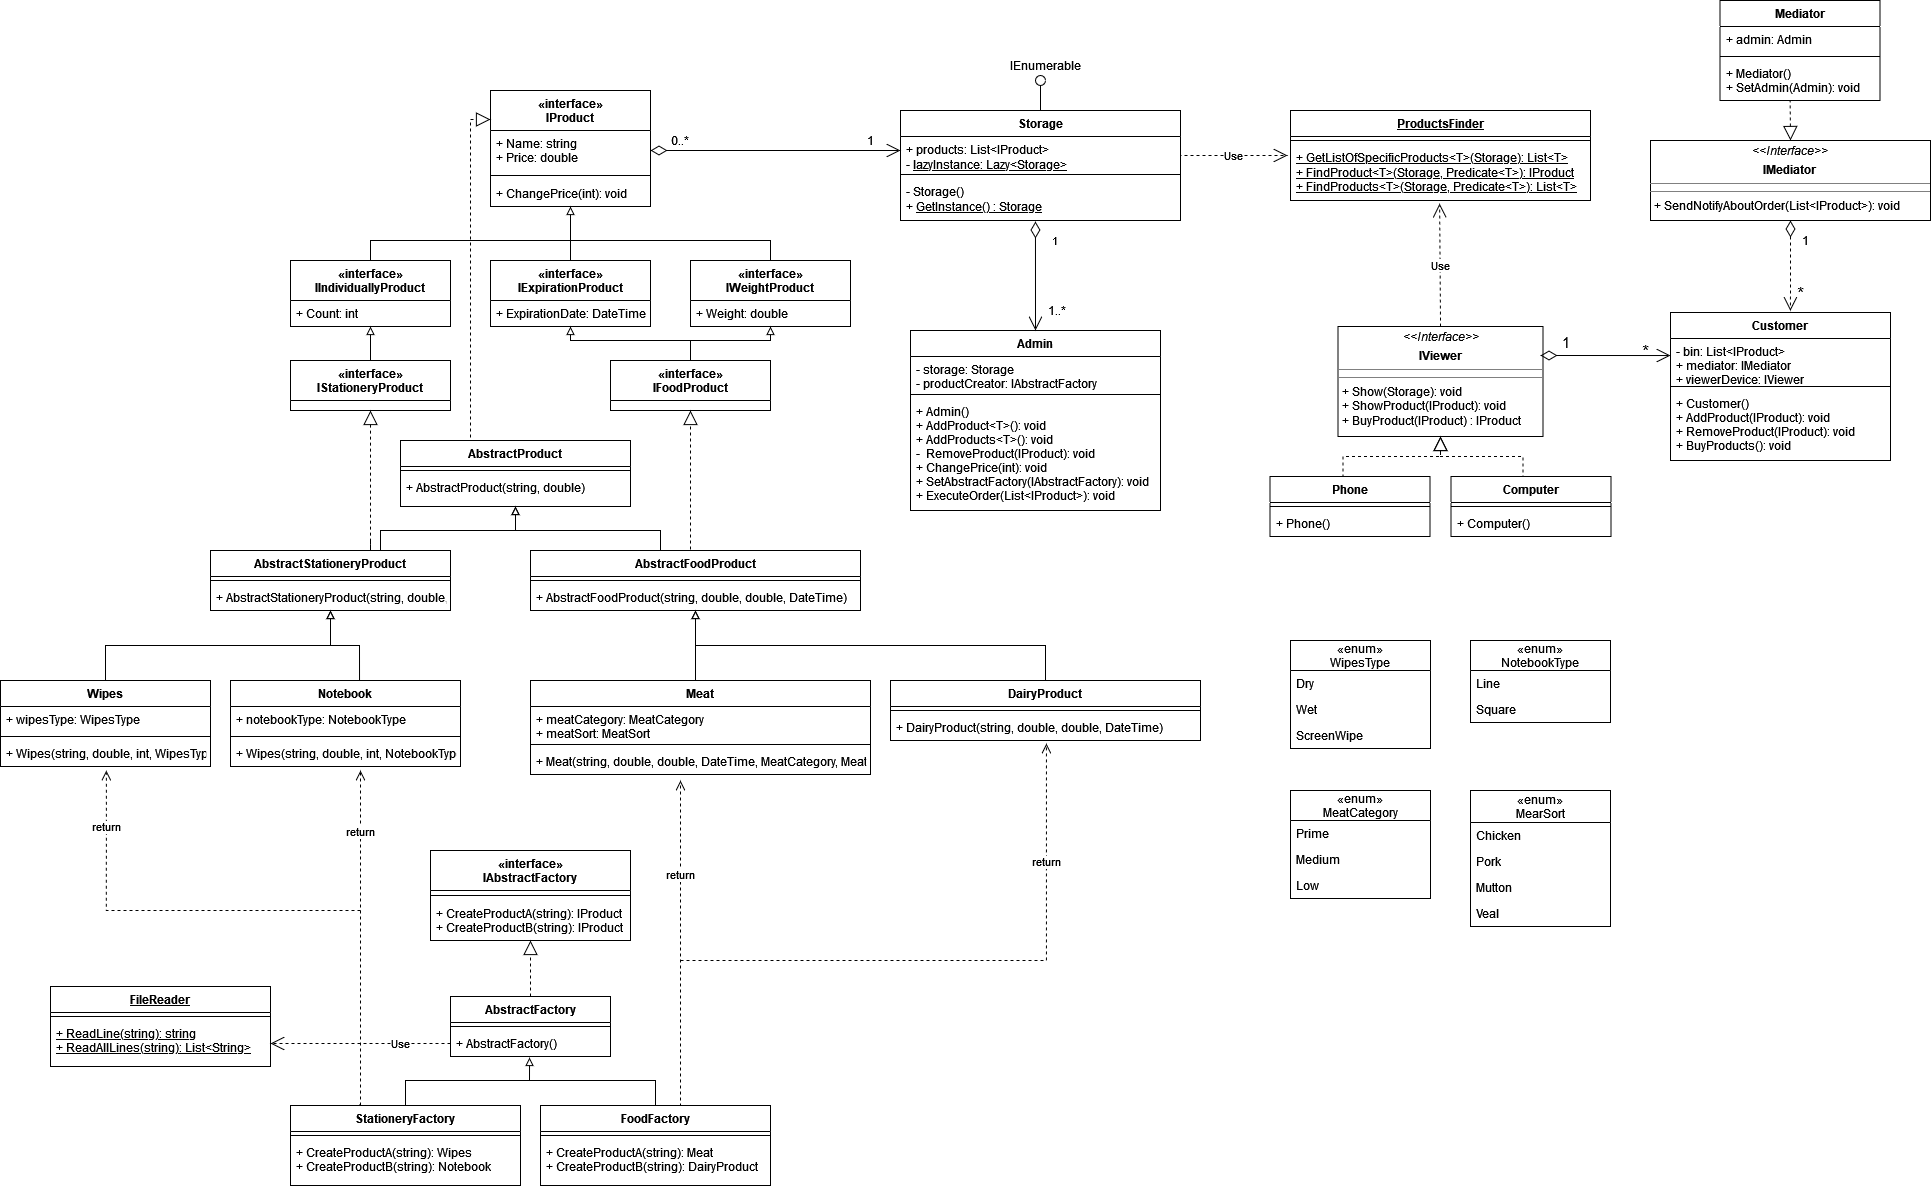 Mediator
+ admin: Admin
+ Mediator()
+ SetAdmin(Admin): void
IEnumerable
«interface»
IProduct
+ Name: string
+ Price: double
+ ChangePrice(int): void
0..*
1
Storage
+ products: List<IProduct>
- lazyInstance: Lazy<Storage>
- Storage()
+ GetInstance() : Storage
Use
ProductsFinder
+ GetListOfSpecificProducts<T>(Storage): List<T>
+ FindProduct<T>(Storage, Predicate<T>): IProduct
+ FindProducts<T>(Storage, Predicate<T>): List<T>
<<Interface>>
IMediator
+ SendNotifyAboutOrder(List<IProduct>): void
1
*
1
1..*
Use
«interface»
IIndividuallyProduct
+ Count: int
«interface»
IExpirationProduct
+ ExpirationDate: DateTime
«interface»
IWeightProduct
+ Weight: double
«interface»
IStationeryProduct
«interface»
IFoodProduct
Admin
- storage: Storage
- productCreator: IAbstractFactory
+ Admin()
+ AddProduct<T>(): void
+ AddProducts<T>(): void
-  RemoveProduct(IProduct): void
+ ChangePrice(int): void
+ SetAbstractFactory(IAbstractFactory): void
+ ExecuteOrder(List<IProduct>): void
<<Interface>>
IViewer
+ Show(Storage): void
+ ShowProduct(IProduct): void
+ BuyProduct(IProduct) : IProduct
1
*
Customer
- bin: List<IProduct>
+ mediator: IMediator
+ viewerDevice: IViewer
+ Customer()
+ AddProduct(IProduct): void
+ RemoveProduct(IProduct): void
+ BuyProducts(): void
Phone
+ Phone()
Computer
+ Computer()
AbstractProduct
+ AbstractProduct(string, double)
AbstractStationeryProduct
+ AbstractStationeryProduct(string, double,
AbstractFoodProduct
+ AbstractFoodProduct(string, double, double, DateTime)
Wipes
+ wipesType: WipesType
+ Wipes(string, double, int, WipesTyp
Notebook
+ notebookType: NotebookType
+ Wipes(string, double, int, NotebookTyp
Meat
+ meatCategory: MeatCategory
+ meatSort: MeatSort
+ Meat(string, double, double, DateTime, MeatCategory, Meat
DairyProduct
+ DairyProduct(string, double, double, DateTime)
«enum»
WipesType
Dry
Wet
ScreenWipe
«enum»
NotebookType
Line
Square
«enum»
MeatCategory
Prime
Medium
Low
«enum»
MearSort
Chicken
Pork
Mutton
Veal
return
return
return
return
«interface»
IAbstractFactory
+ CreateProductA(string): IProduct
+ CreateProductB(string): IProduct
FileReader
+ ReadLine(string): string
+ ReadAllLines(string): List<String>
Use
AbstractFactory
+ AbstractFactory()
StationeryFactory
+ CreateProductA(string): Wipes
+ CreateProductB(string): Notebook
FoodFactory
+ CreateProductA(string): Meat
+ CreateProductB(string): DairyProduct